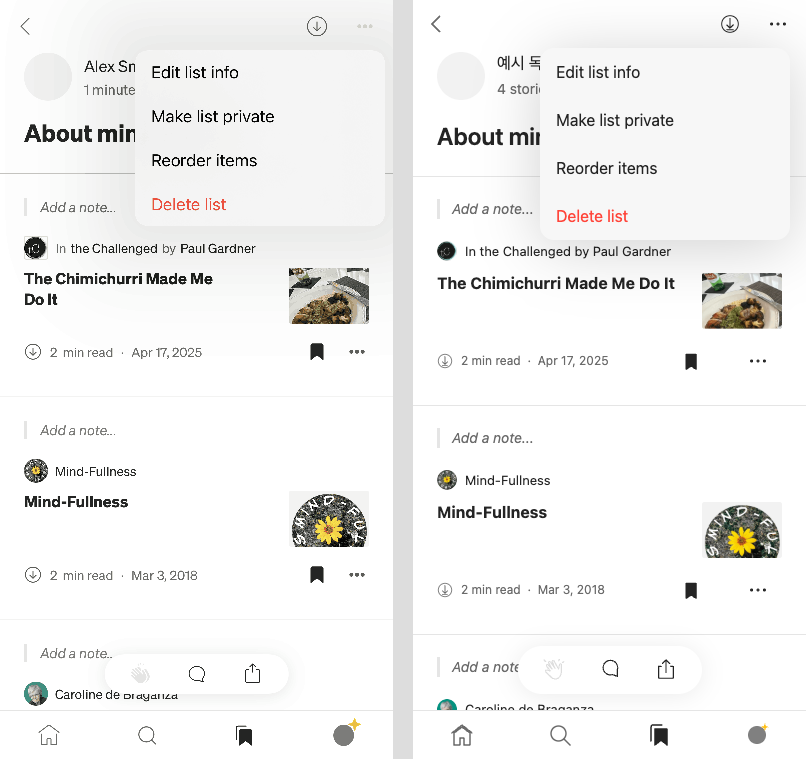 Alex
1 minute
About
Edit list info
Make list private
Reorder items
Delete list
Add a note...
In the Challenged by Paul Gardner
The Chimichurri Made Me
Do It
2 min read · Apr 17, 2025
Add a note...
Mind-Fullness
Mind-Fullness
MIND-FUL
2 min read · Mar 3, 2018
Add a note..
Caroline de Braganza
예시
4
About
Edit list info
Make list private
Reorder items
Delete list
Add a note...
In the Challenged by Paul Gardner
The Chimichurri Made Me Do It
2 min read · Apr 17, 2025
Add a note...
Mind-Fullness
Mind-Fullness
MIND-FUL
2 min read · Mar 3, 2018
Add a note
Caroline de Braganza